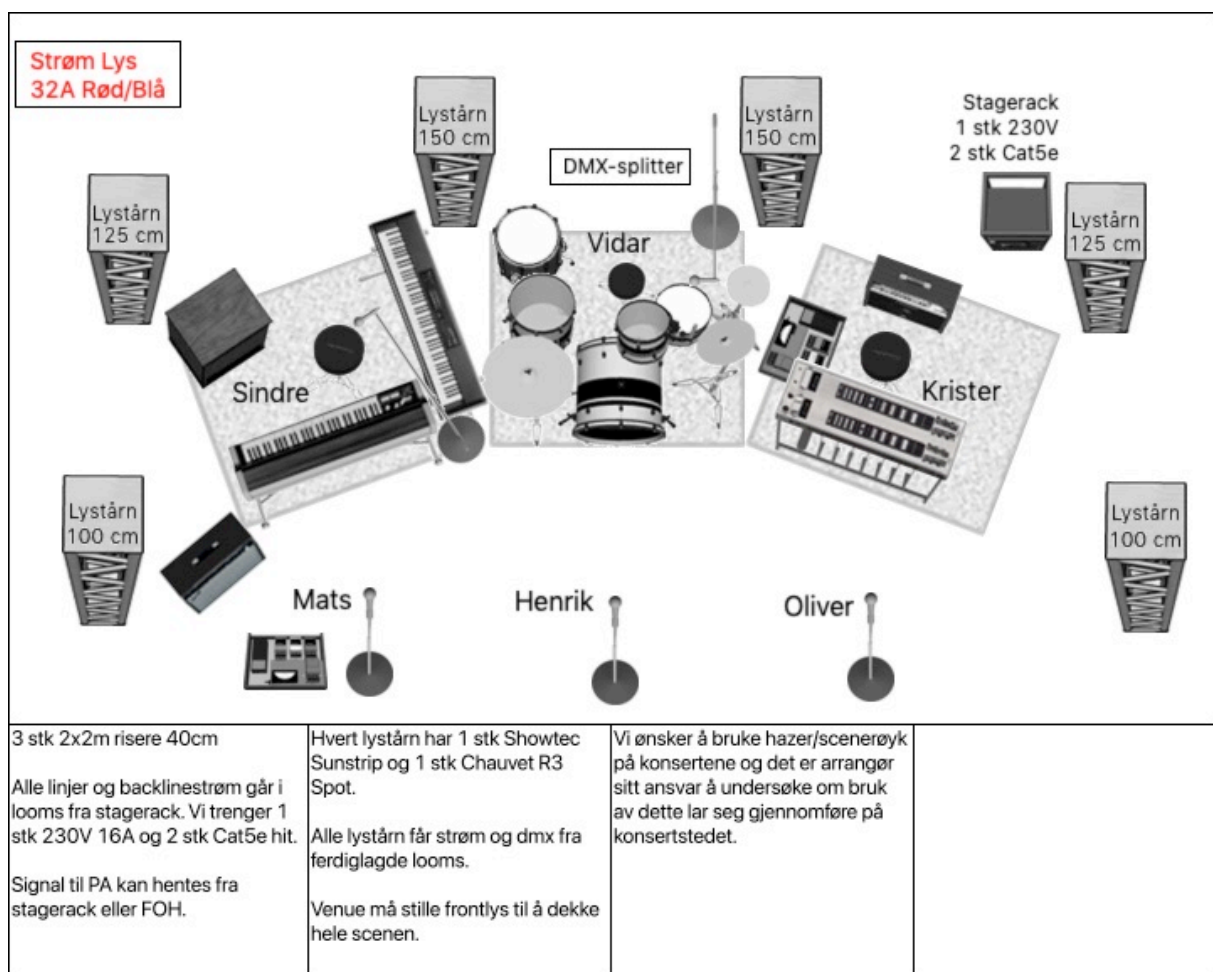 Strøm Lys
32A Rød/Blå
Lystårn
150 cm
Lystårn
150 cm
DMX-splitter
Stagerack
1 stk 230V
2 stk Cat5e
Lystårn
125 cm
Lystårn
125 cm
Vidar
Sindre
Krister
Lystårn
100 cm
Lystårn
100 cm
Mats
Henrik
Oliver
3 stk 2x2m risere 40cm
Alle linjer og backlinestrøm går i
looms fra stagerack. Vi trenger 1
stk 230V 16A og 2 stk Cat5e hit.
Signal til PA kan hentes fra
stagerack eller FOH.
Hvert lystårn har 1 stk Showtec
Sunstrip og 1 stk Chauvet R3
Spot.
Alle lystårn får strøm og dmx fra
ferdiglagde looms.
Venue må stille frontlys til å dekke
hele scenen.
Vi ønsker å bruke hazer/scenerøyk
på konsertene og det er arrangør
sitt ansvar å undersøke om bruk
av dette lar seg gjennomføre på
konsertstedet.